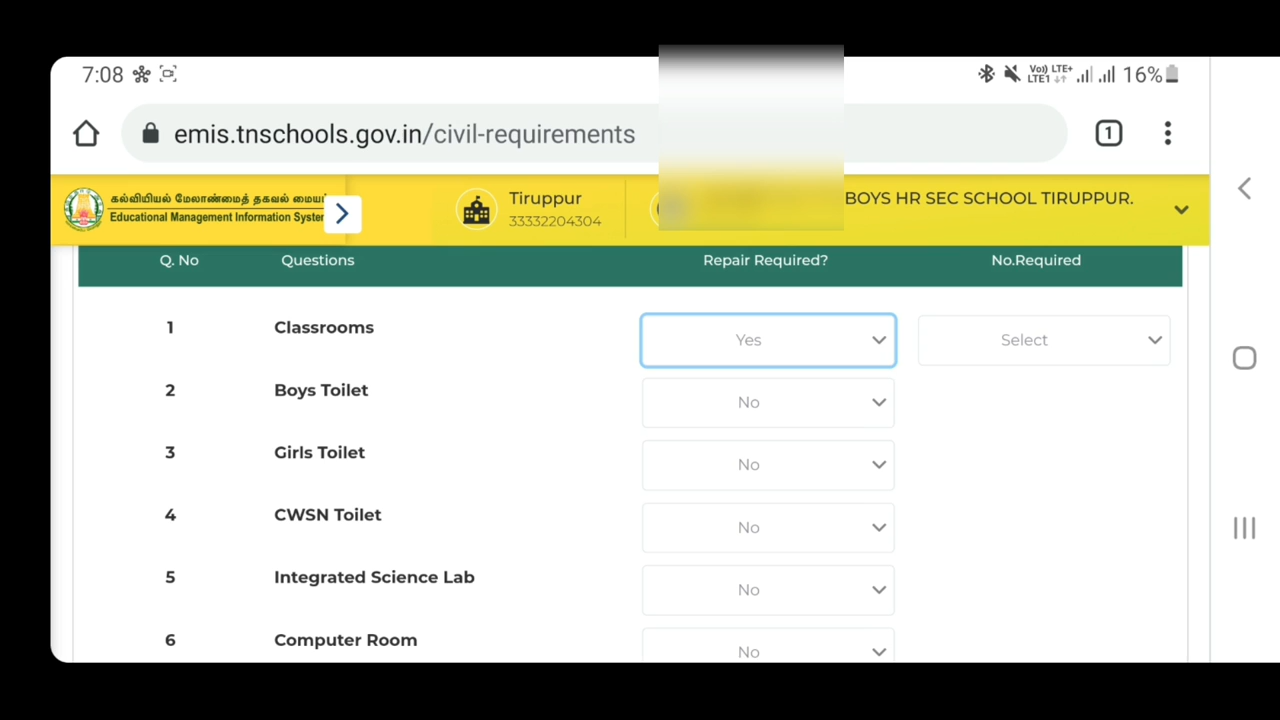 7:08
Vo)) LTE+
LTE1
16%
emis.tnschools.gov.in/civil-requirements
1
கல்வியியல் மேலாண்மைத் தகவல்
Educational Management Information
Tiruppur
33332204304
BOYS HR SEC SCHOOL TIRUPPUR.
Q. No Questions Repair Required? No.Required
1 Classrooms Yes Select
2 Boys Toilet No
3 Girls Toilet No
4 CWSN Toilet No
5 Integrated Science Lab No
6 Computer Room No